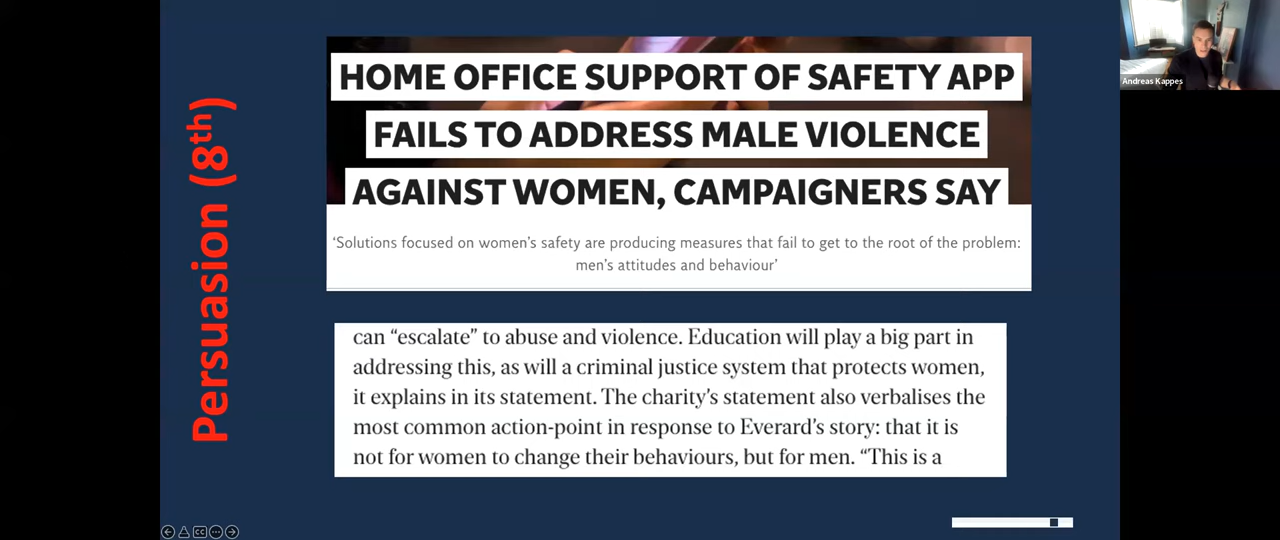 Persuasion (8th)
HOME OFFICE SUPPORT OF SAFETY APP
FAILS TO ADDRESS MALE VIOLENCE
AGAINST WOMEN, CAMPAIGNERS SAY
‘Solutions focused on women’s safety are producing measures that fail to get to the root of the problem:
men’s attitudes and behaviour’
can “escalate” to abuse and violence. Education will play a big part in
addressing this, as will a criminal justice system that protects women,
it explains in its statement. The charity’s statement also verbalises the
most common action-point in response to Everard’s story: that it is
not for women to change their behaviours, but for men. “This is a
Andreas Kappes
CC